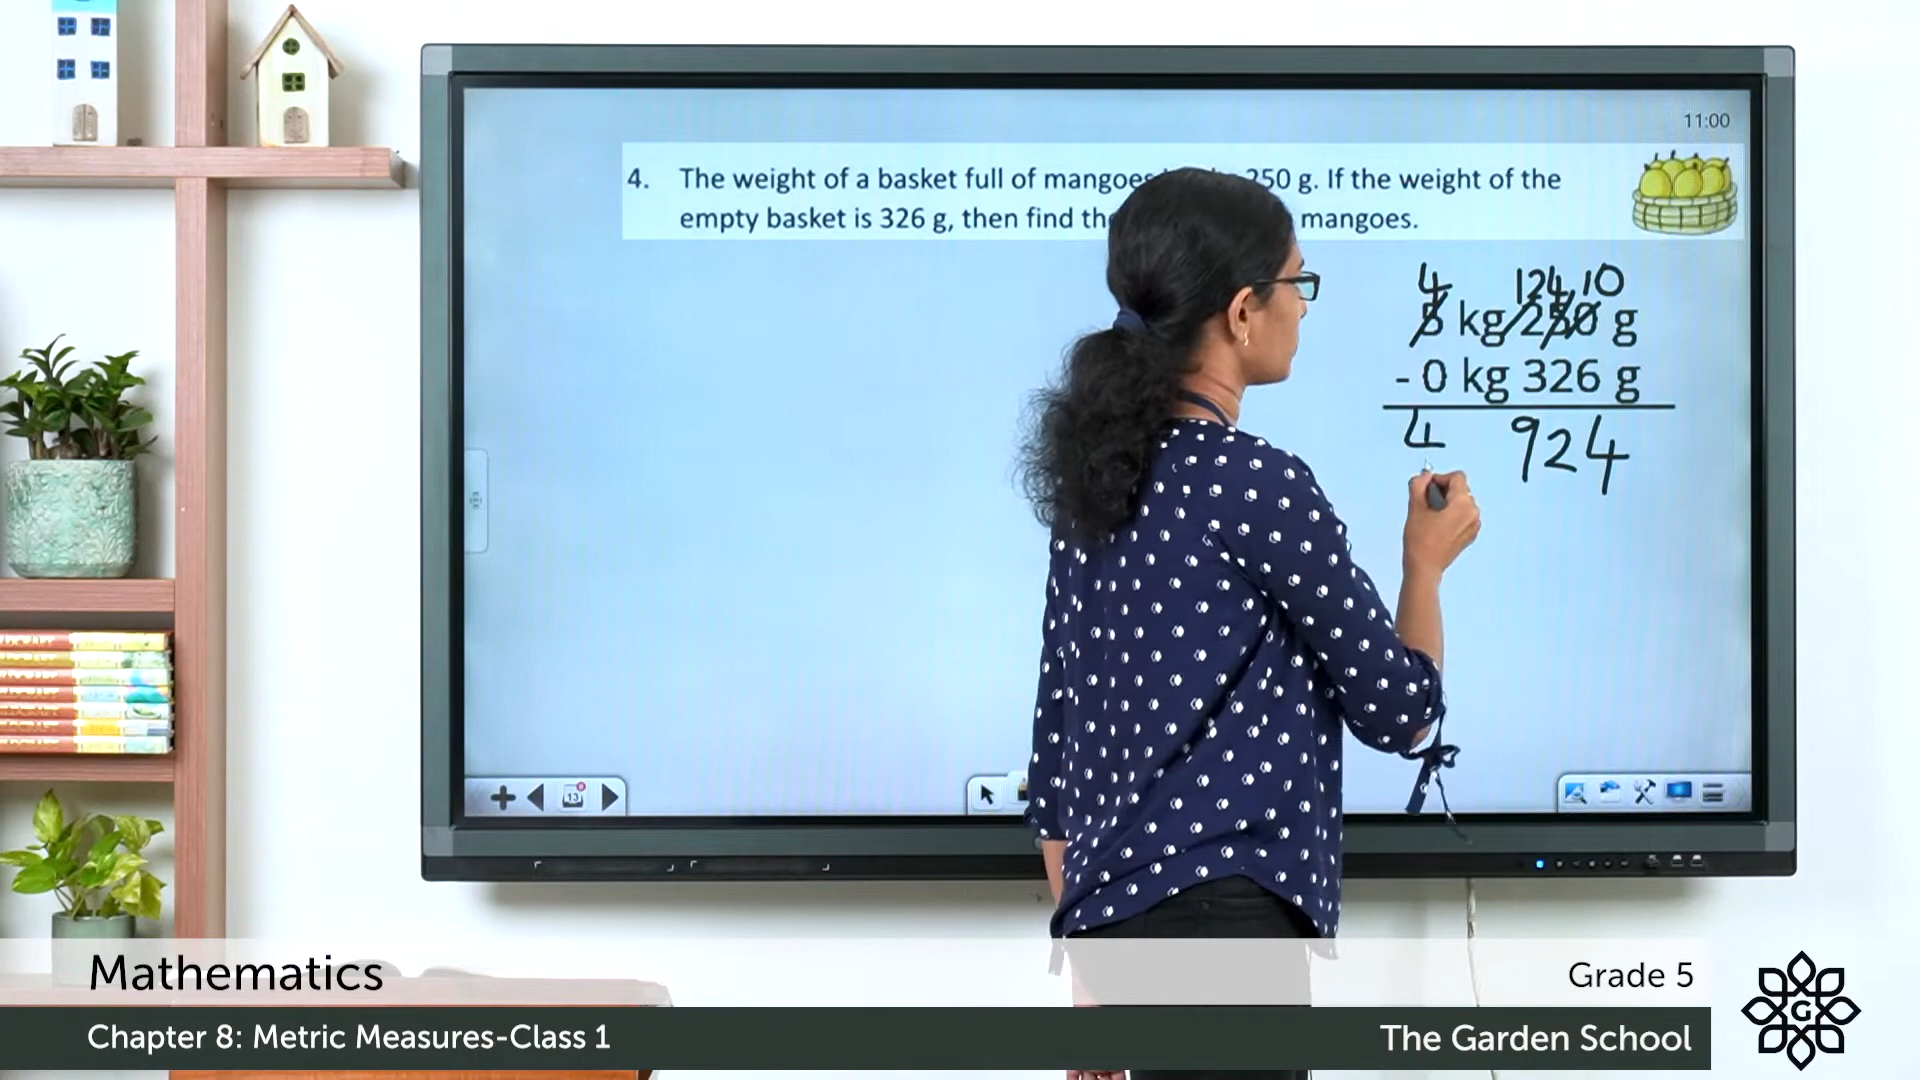 11:00
4. The weight of a basket full of mangoes 250 g. If the weight of the
empty basket is 326 g, then find mangoes.
4 12 4 10
5 kg 250 g
- 0 kg 326 g
4 924
13
Mathematics
Grade 5
Chapter 8: Metric Measures-Class 1
The Garden School
G